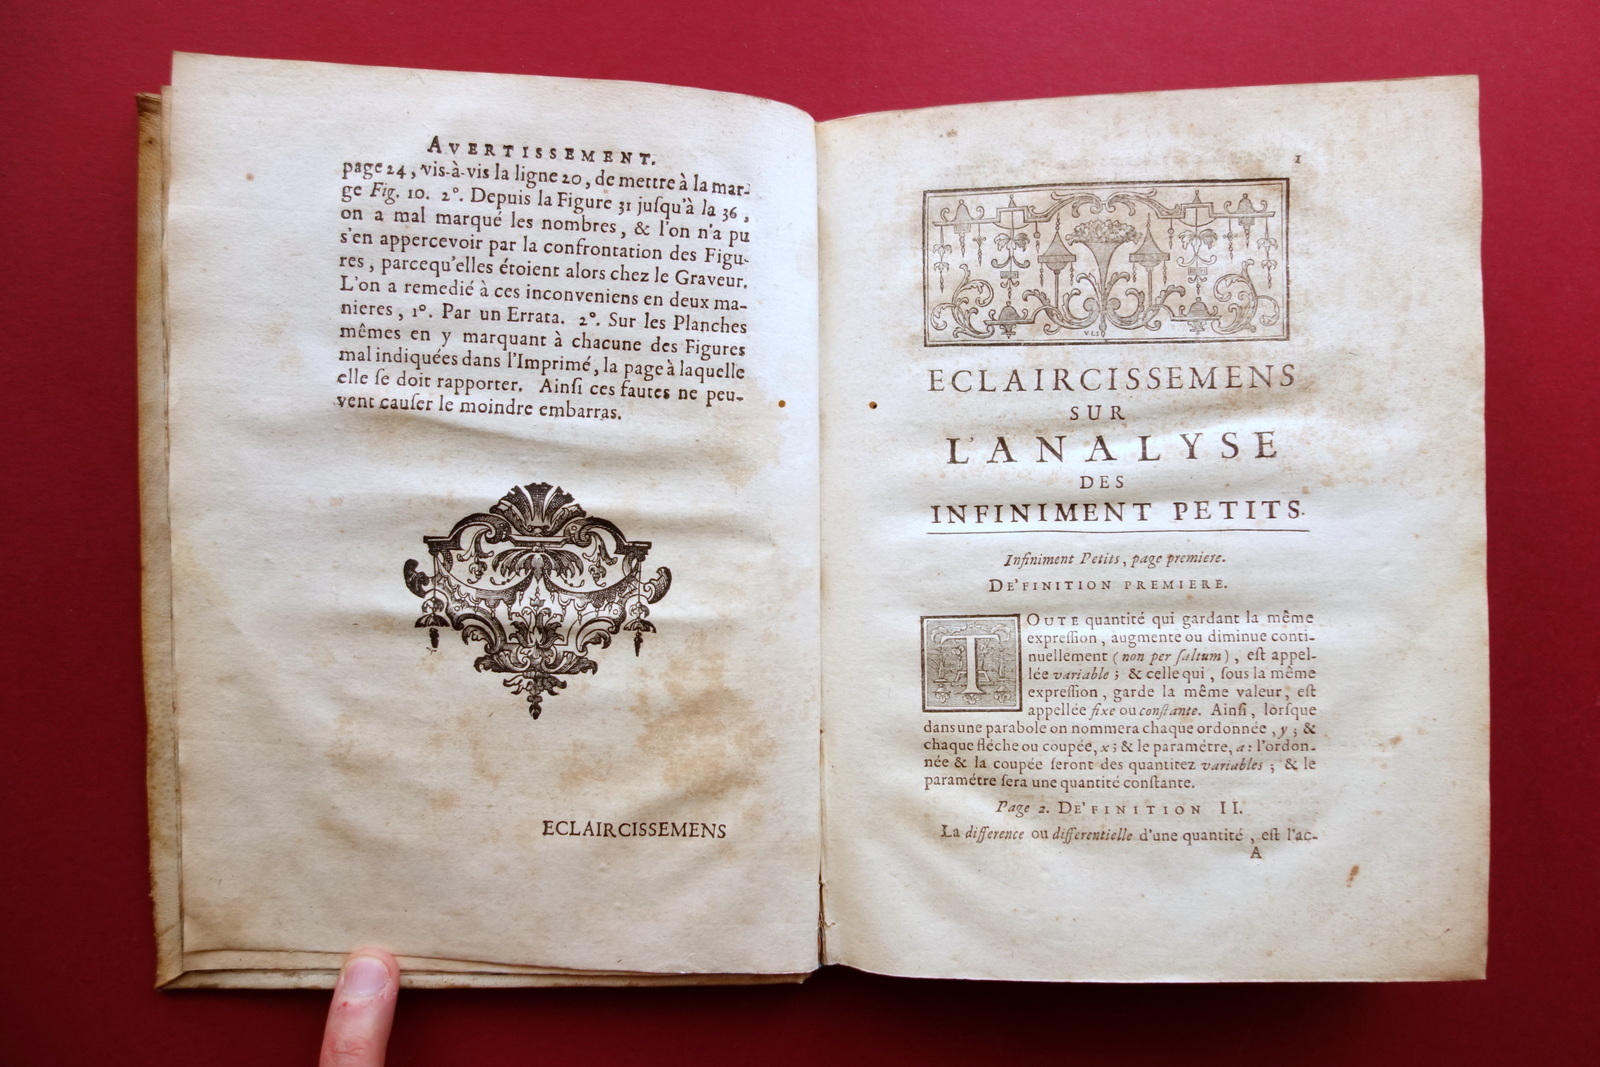 AVERTISSEMENT.
page 24, vis-à-vis la ligne 20, de mettre à la mar-
ge Fig. 10. 2°. Depuis la Figure 31 juſqu'à la 36,
on a mal marqué les nombres, & l'on n'a pu
s'en appercevoir par la confrontation des Figu-
res, parcequ'elles étoient alors chez le Graveur.
L'on a remedié à ces inconveniens en deux ma-
nieres, 1°. Par un Errata. 2°. Sur les Planches
mêmes en y marquant à chacune des Figures
mal indiquées dans l'Imprimé, la page à laquelle
elle ſe doit rapporter. Ainſi ces fautes ne peu-
vent cauſer le moindre embarras.
ECLAIRCISSEMENS
1
V.L.S
ECLAIRCISSEMENS
SUR
L'ANALYSE
DES
INFINIMENT PETITS.
Infiniment Petits, page premiere.
DE'FINITION PREMIERE.
TOUTE quantité qui gardant la même
expreſſion, augmente ou diminue conti-
nuellement (non per ſaltum), eſt appel-
lée variable; & celle qui, ſous la même
expreſſion, garde la même valeur, eſt
appellée fixe ou conſtante. Ainſi, lorſque
dans une parabole on nommera chaque ordonnée, y; &
chaque fléche ou coupée, x; & le paramétre, a: l'ordon-
née & la coupée ſeront des quantitez variables; & le
paramétre ſera une quantité conſtante.
Page 2. DE'FINITION II.
La difference ou differentielle d'une quantité, eſt l'ac-
A